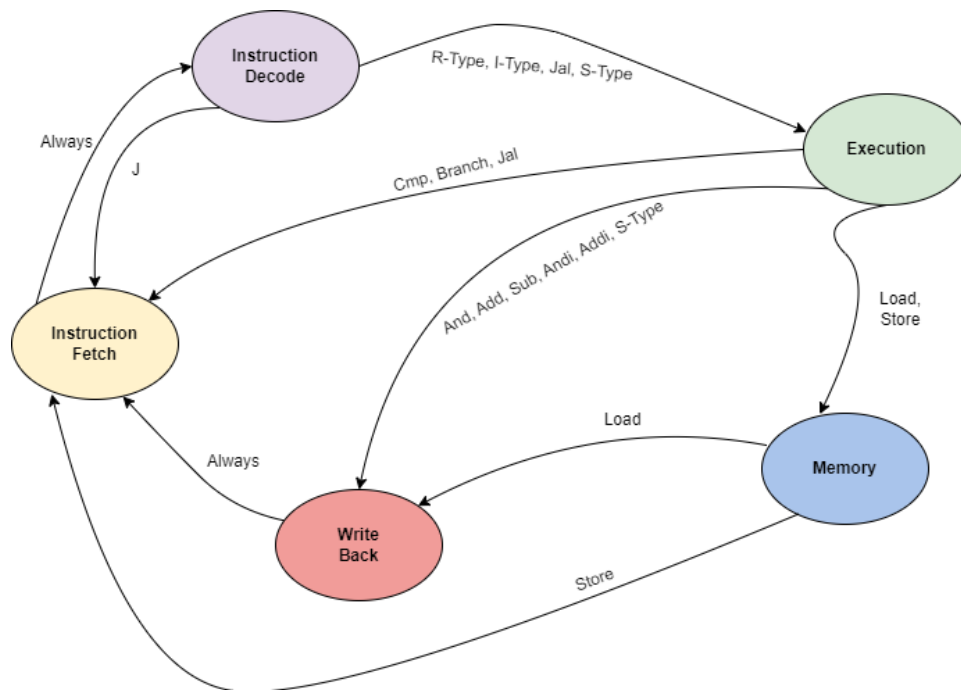 Instruction
Decode
R-Type, I-Type, Jal, S-Type
Always
J
Execution
Cmp, Branch, Jal
And, Add, Sub, Andi, Addi, S-Type
Load,
Store
Instruction
Fetch
Load
Memory
Always
Write
Back
Store